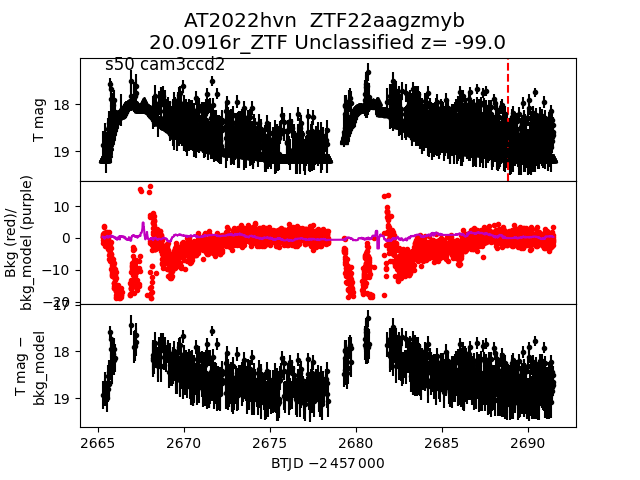 AT2022hvn  ZTF22aagzmyb
20.0916r_ZTF Unclassified z= -99.0
s50 cam3ccd2
T mag
18
19
Bkg (red)/
bkg_model (purple)
10
0
−10
−20
T mag −
bkg_model
17
18
19
2665
2670
2675
2680
2685
2690
BTJD −2 457 000